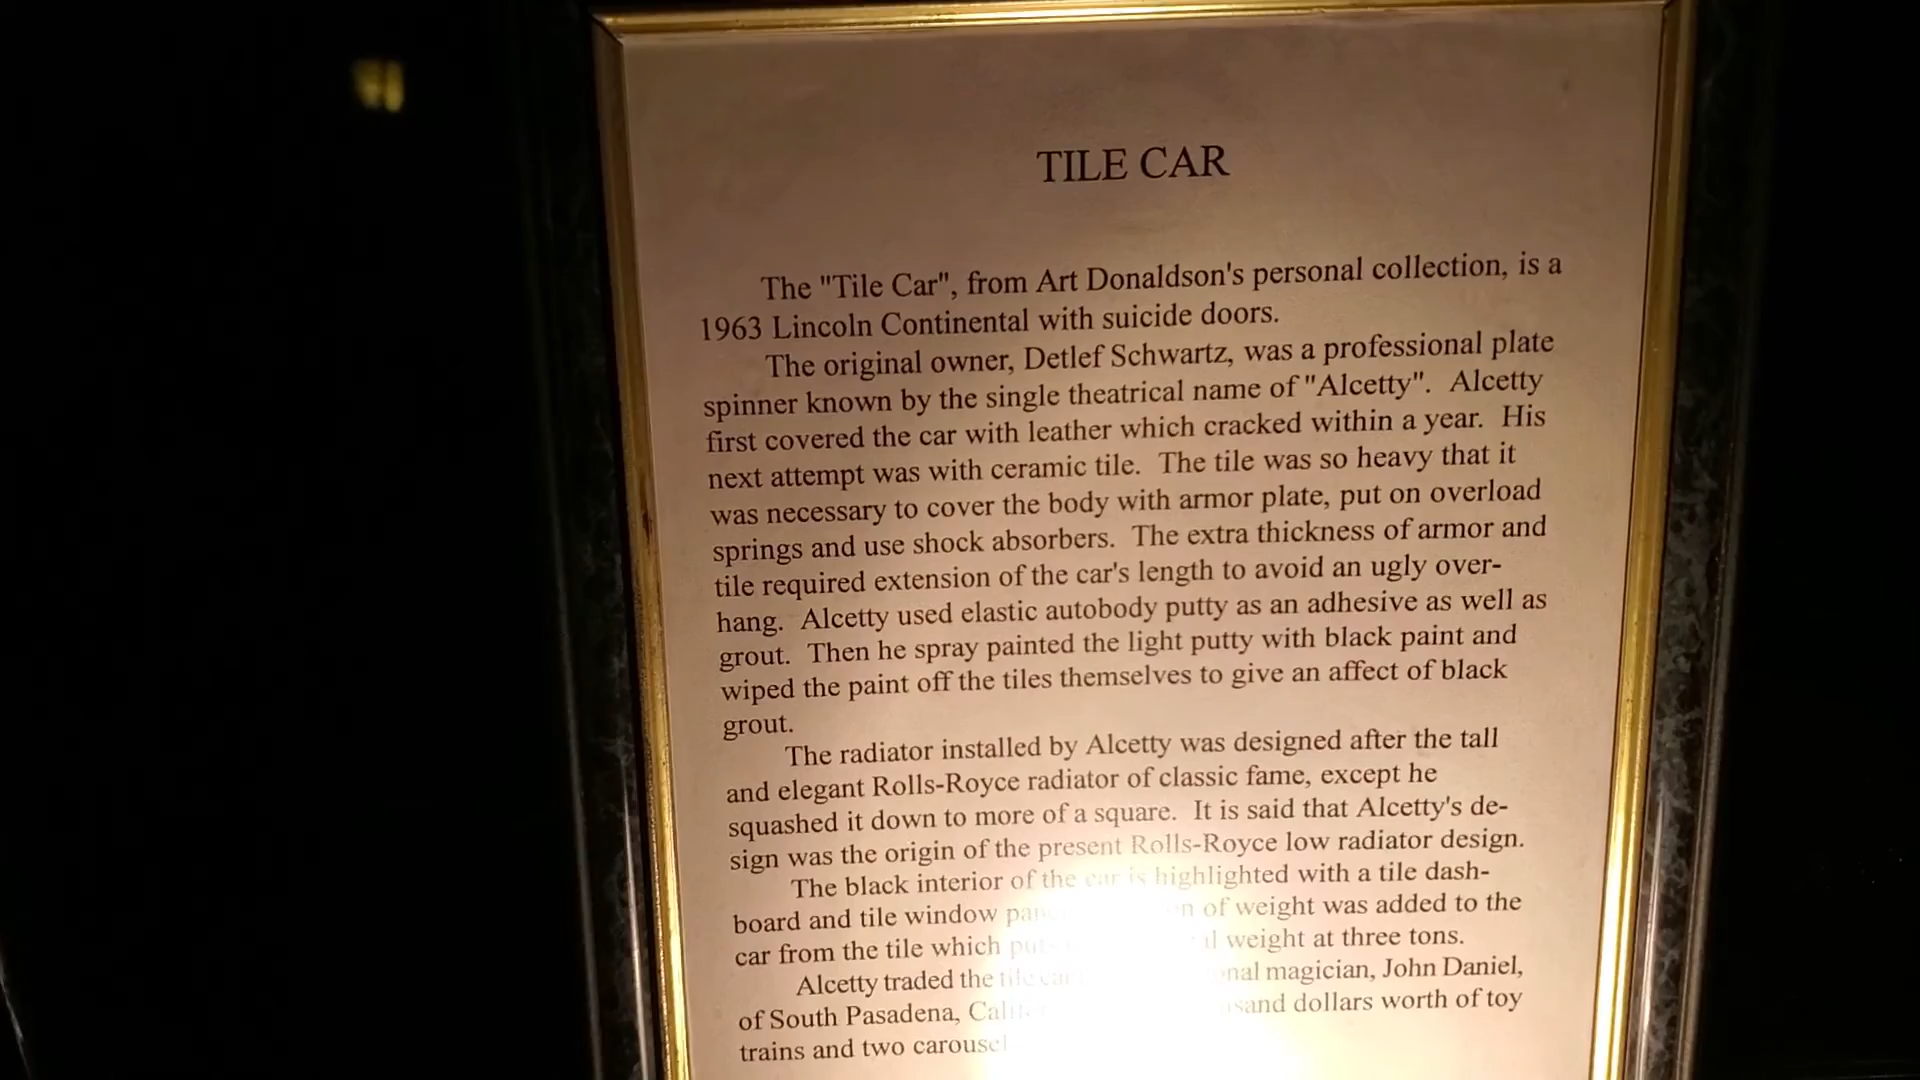 TILE CAR
The "Tile Car", from Art Donaldson's personal collection, is a
1963 Lincoln Continental with suicide doors.
The original owner, Detlef Schwartz, was a professional plate
spinner known by the single theatrical name of "Alcetty". Alcetty
first covered the car with leather which cracked within a year. His
next attempt was with ceramic tile. The tile was so heavy that it
was necessary to cover the body with armor plate, put on overload
springs and use shock absorbers. The extra thickness of armor and
tile required extension of the car's length to avoid an ugly over-
hang. Alcetty used elastic autobody putty as an adhesive as well as
grout. Then he spray painted the light putty with black paint and
wiped the paint off the tiles themselves to give an affect of black
grout.
The radiator installed by Alcetty was designed after the tall
and elegant Rolls-Royce radiator of classic fame, except he
squashed it down to more of a square. It is said that Alcetty's de-
sign was the origin of the present Rolls-Royce low radiator design.
The black interior of the car is highlighted with a tile dash-
board and tile window of weight was added to the
car from the tile which weight at three tons.
Alcetty traded the tile car magician, John Daniel,
of South Pasadena, dollars worth of toy
trains and two